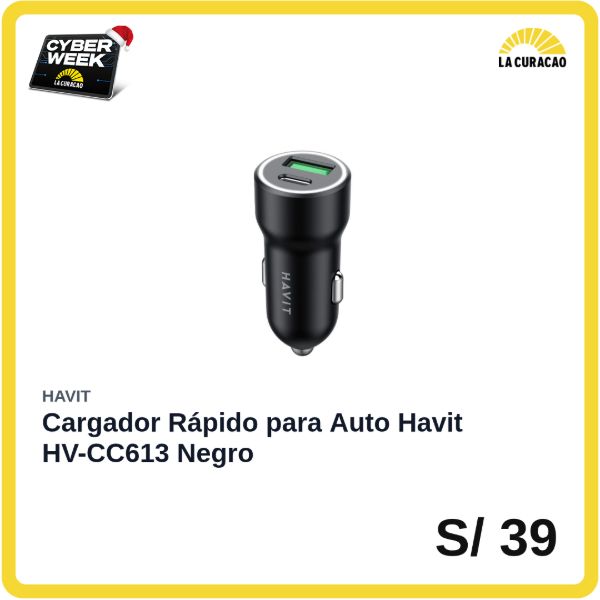 CYBER
WEEK
LA CURACAO
LA CURACAO
HAVIT
HAVIT
Cargador Rápido para Auto Havit
HV-CC613 Negro
S/ 39